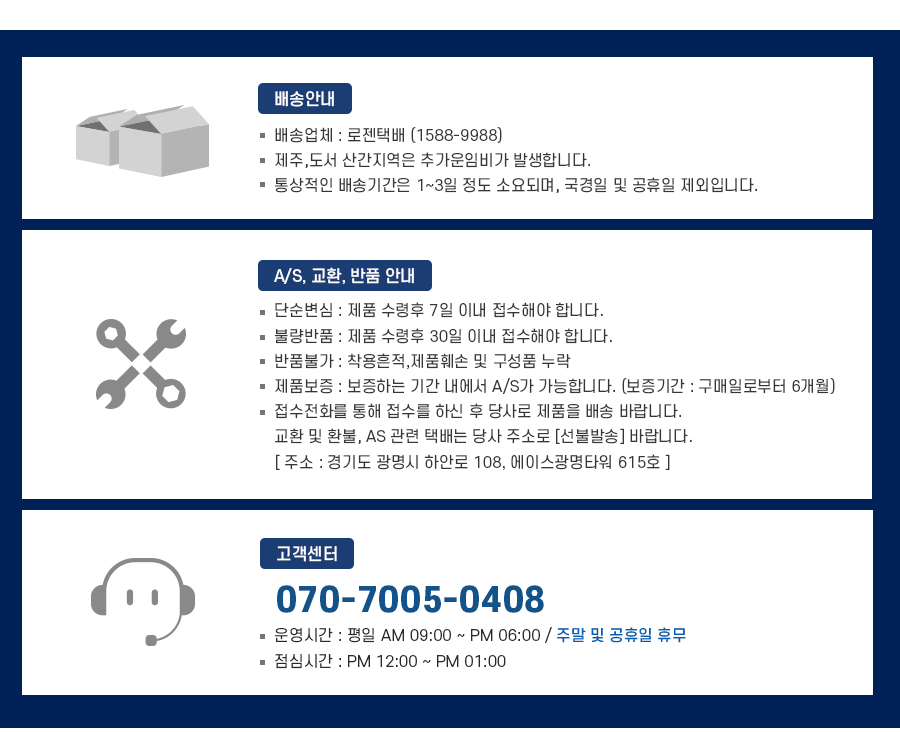 배송안내
▪ 배송업체 : 로젠택배 (1588-9988)
▪ 제주,도서 산간지역은 추가운임비가 발생합니다.
▪ 통상적인 배송기간은 1~3일 정도 소요되며, 국경일 및 공휴일 제외입니다.
A/S, 교환, 반품 안내
▪ 단순변심 : 제품 수령후 7일 이내 접수해야 합니다.
▪ 불량반품 : 제품 수령후 30일 이내 접수해야 합니다.
▪ 반품불가 : 착용흔적,제품훼손 및 구성품 누락
▪ 제품보증 : 보증하는 기간 내에서 A/S가 가능합니다. (보증기간 : 구매일로부터 6개월)
▪ 접수전화를 통해 접수를 하신 후 당사로 제품을 배송 바랍니다.
교환 및 환불, AS 관련 택배는 당사 주소로 [선불발송] 바랍니다.
[ 주소 : 경기도 광명시 하안로 108, 에이스광명타워 615호 ]
고객센터
070-7005-0408
▪ 운영시간 : 평일 AM 09:00 ~ PM 06:00 / 주말 및 공휴일 휴무
▪ 점심시간 : PM 12:00 ~ PM 01:00